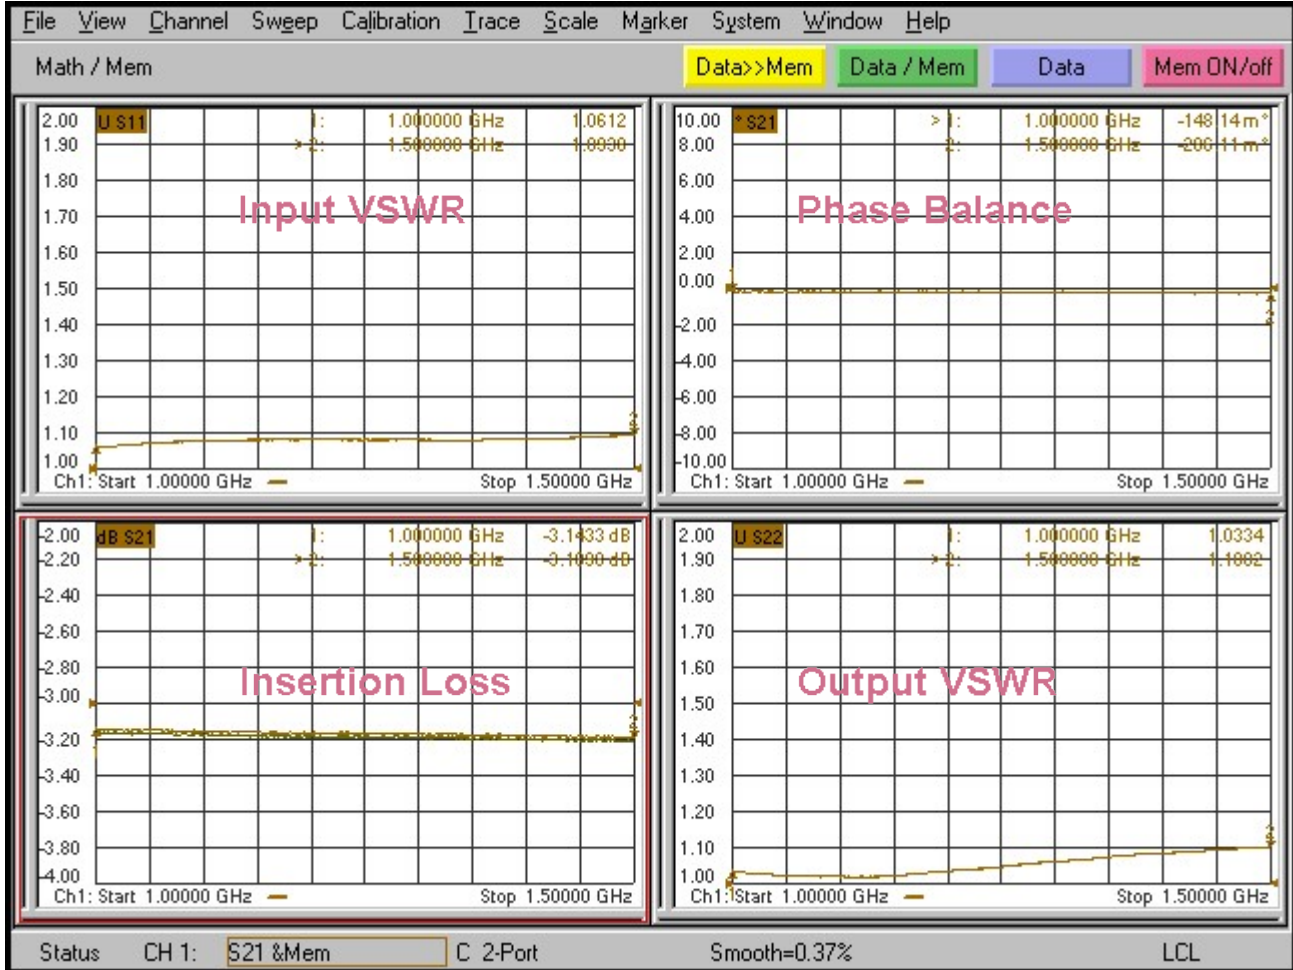 File View Channel Sweep Calibration Trace Scale Marker System Window Help
Math / Mem Data>>Mem Data / Mem Data Mem ON/off
2.00 U S11 1: 1.000000 GHz 1.0612
1.90 > 2: 1.500000 GHz
1.80
1.70
Input VSWR
1.60
1.50
1.40
1.30
1.20
1.10
1.00
Ch1: Start 1.00000 GHz Stop 1.50000 GHz
10.00 ° S21 > 1: 1.000000 GHz -148.14 m°
8.00 2: 1.500000 GHz
6.00
4.00
Phase Balance
2.00
0.00
-2.00
-4.00
-6.00
-8.00
-10.00
Ch1: Start 1.00000 GHz Stop 1.50000 GHz
-2.00 dB S21 1: 1.000000 GHz -3.1433 dB
-2.20 > 2: 1.500000 GHz
-2.40
-2.60
-2.80
Insertion Loss
-3.00
-3.20
-3.40
-3.60
-3.80
-4.00
Ch1: Start 1.00000 GHz Stop 1.50000 GHz
2.00 U S22 1: 1.000000 GHz 1.0334
1.90 > 2: 1.500000 GHz
1.80
1.70
1.60
Output VSWR
1.50
1.40
1.30
1.20
1.10
1.00
Ch1: Start 1.00000 GHz Stop 1.50000 GHz
Status CH 1: S21 &Mem C 2-Port Smooth=0.37% LCL